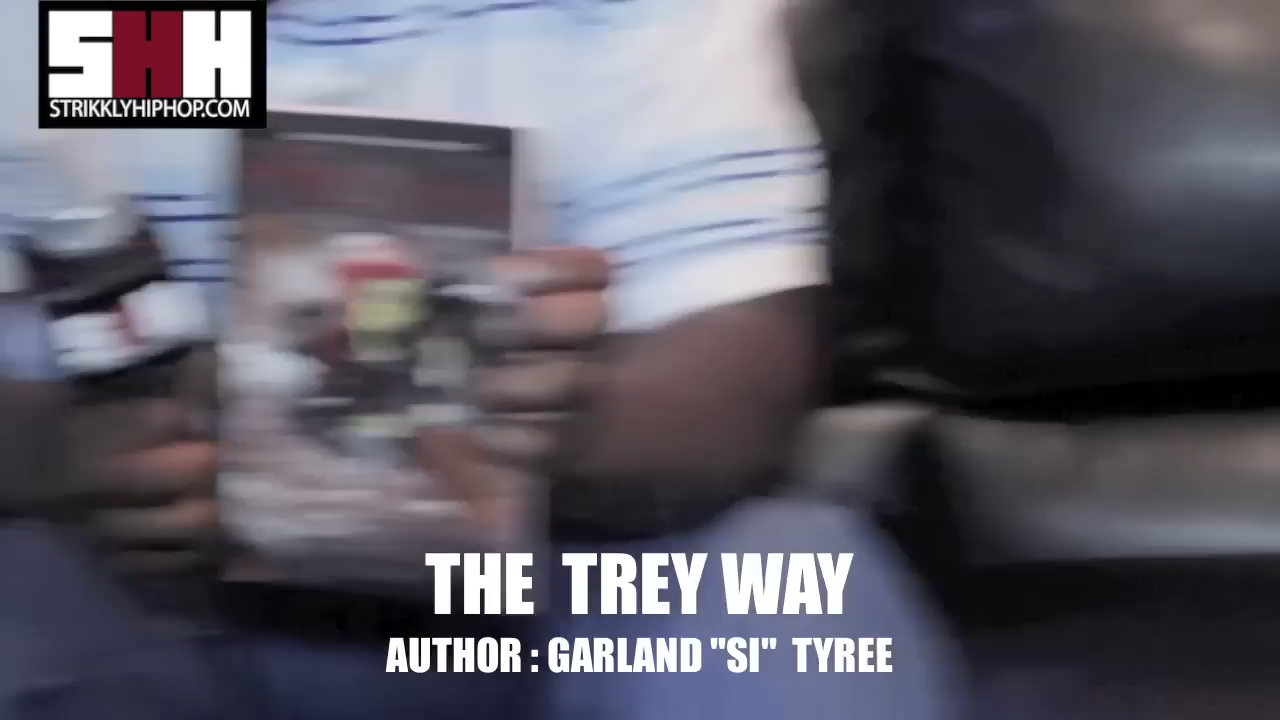 SHH
STRIKKLYHIPHOP.COM
THE TREY WAY
AUTHOR : GARLAND "SI" TYREE